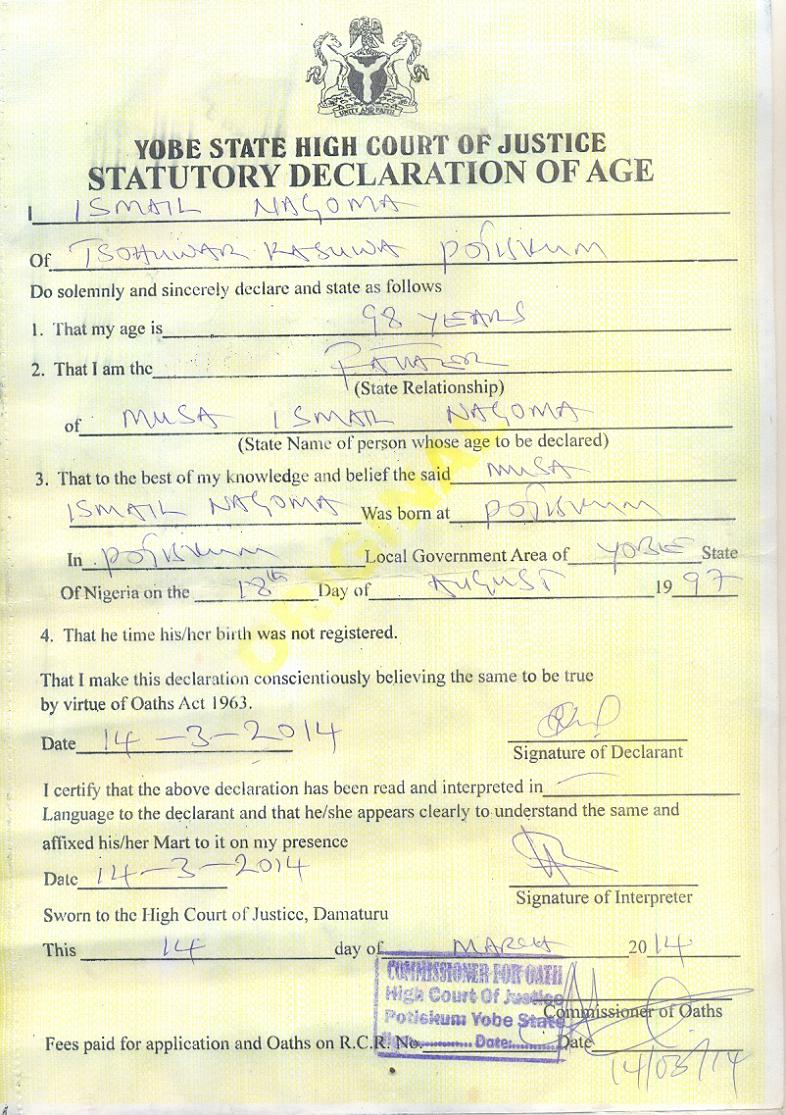 UNITY AND FAITH
YOBE STATE HIGH COURT OF JUSTICE
STATUTORY DECLARATION OF AGE
I ISMAIL NAGOMA
Of TSOHUWAR KASUWA POTISKUM
Do solemnly and sincerely declare and state as follows
1. That my age is 98 YEARS
2. That I am the
(State Relationship)
of MUSA ISMAIL NAGOMA
(State Name of person whose age to be declared)
3. That to the best of my knowledge and belief the said MUSA
ISMAIL NAGOMA Was born at POTISKUM
In POTISKUM Local Government Area of YOBE State
Of Nigeria on the 18th Day of AUGUST 1997
4. That he time his/her birth was not registered.
That I make this declaration conscientiously believing the same to be true
by virtue of Oaths Act 1963.
Date 14-3-2014
Signature of Declarant
I certify that the above declaration has been read and interpreted in
Language to the declarant and that he/she appears clearly to understand the same and
affixed his/her Mart to it on my presence
Date 14-3-2014
Signature of Interpreter
Sworn to the High Court of Justice, Damaturu
This 14 day of MARCH 2014
COMMISSIONER FOR OATH
High Court Of Justice
Potiskum Yobe State
Date:
Commissioner of Oaths
Fees paid for application and Oaths on R.C.R. No. Date
14/03/14
ORIGINAL